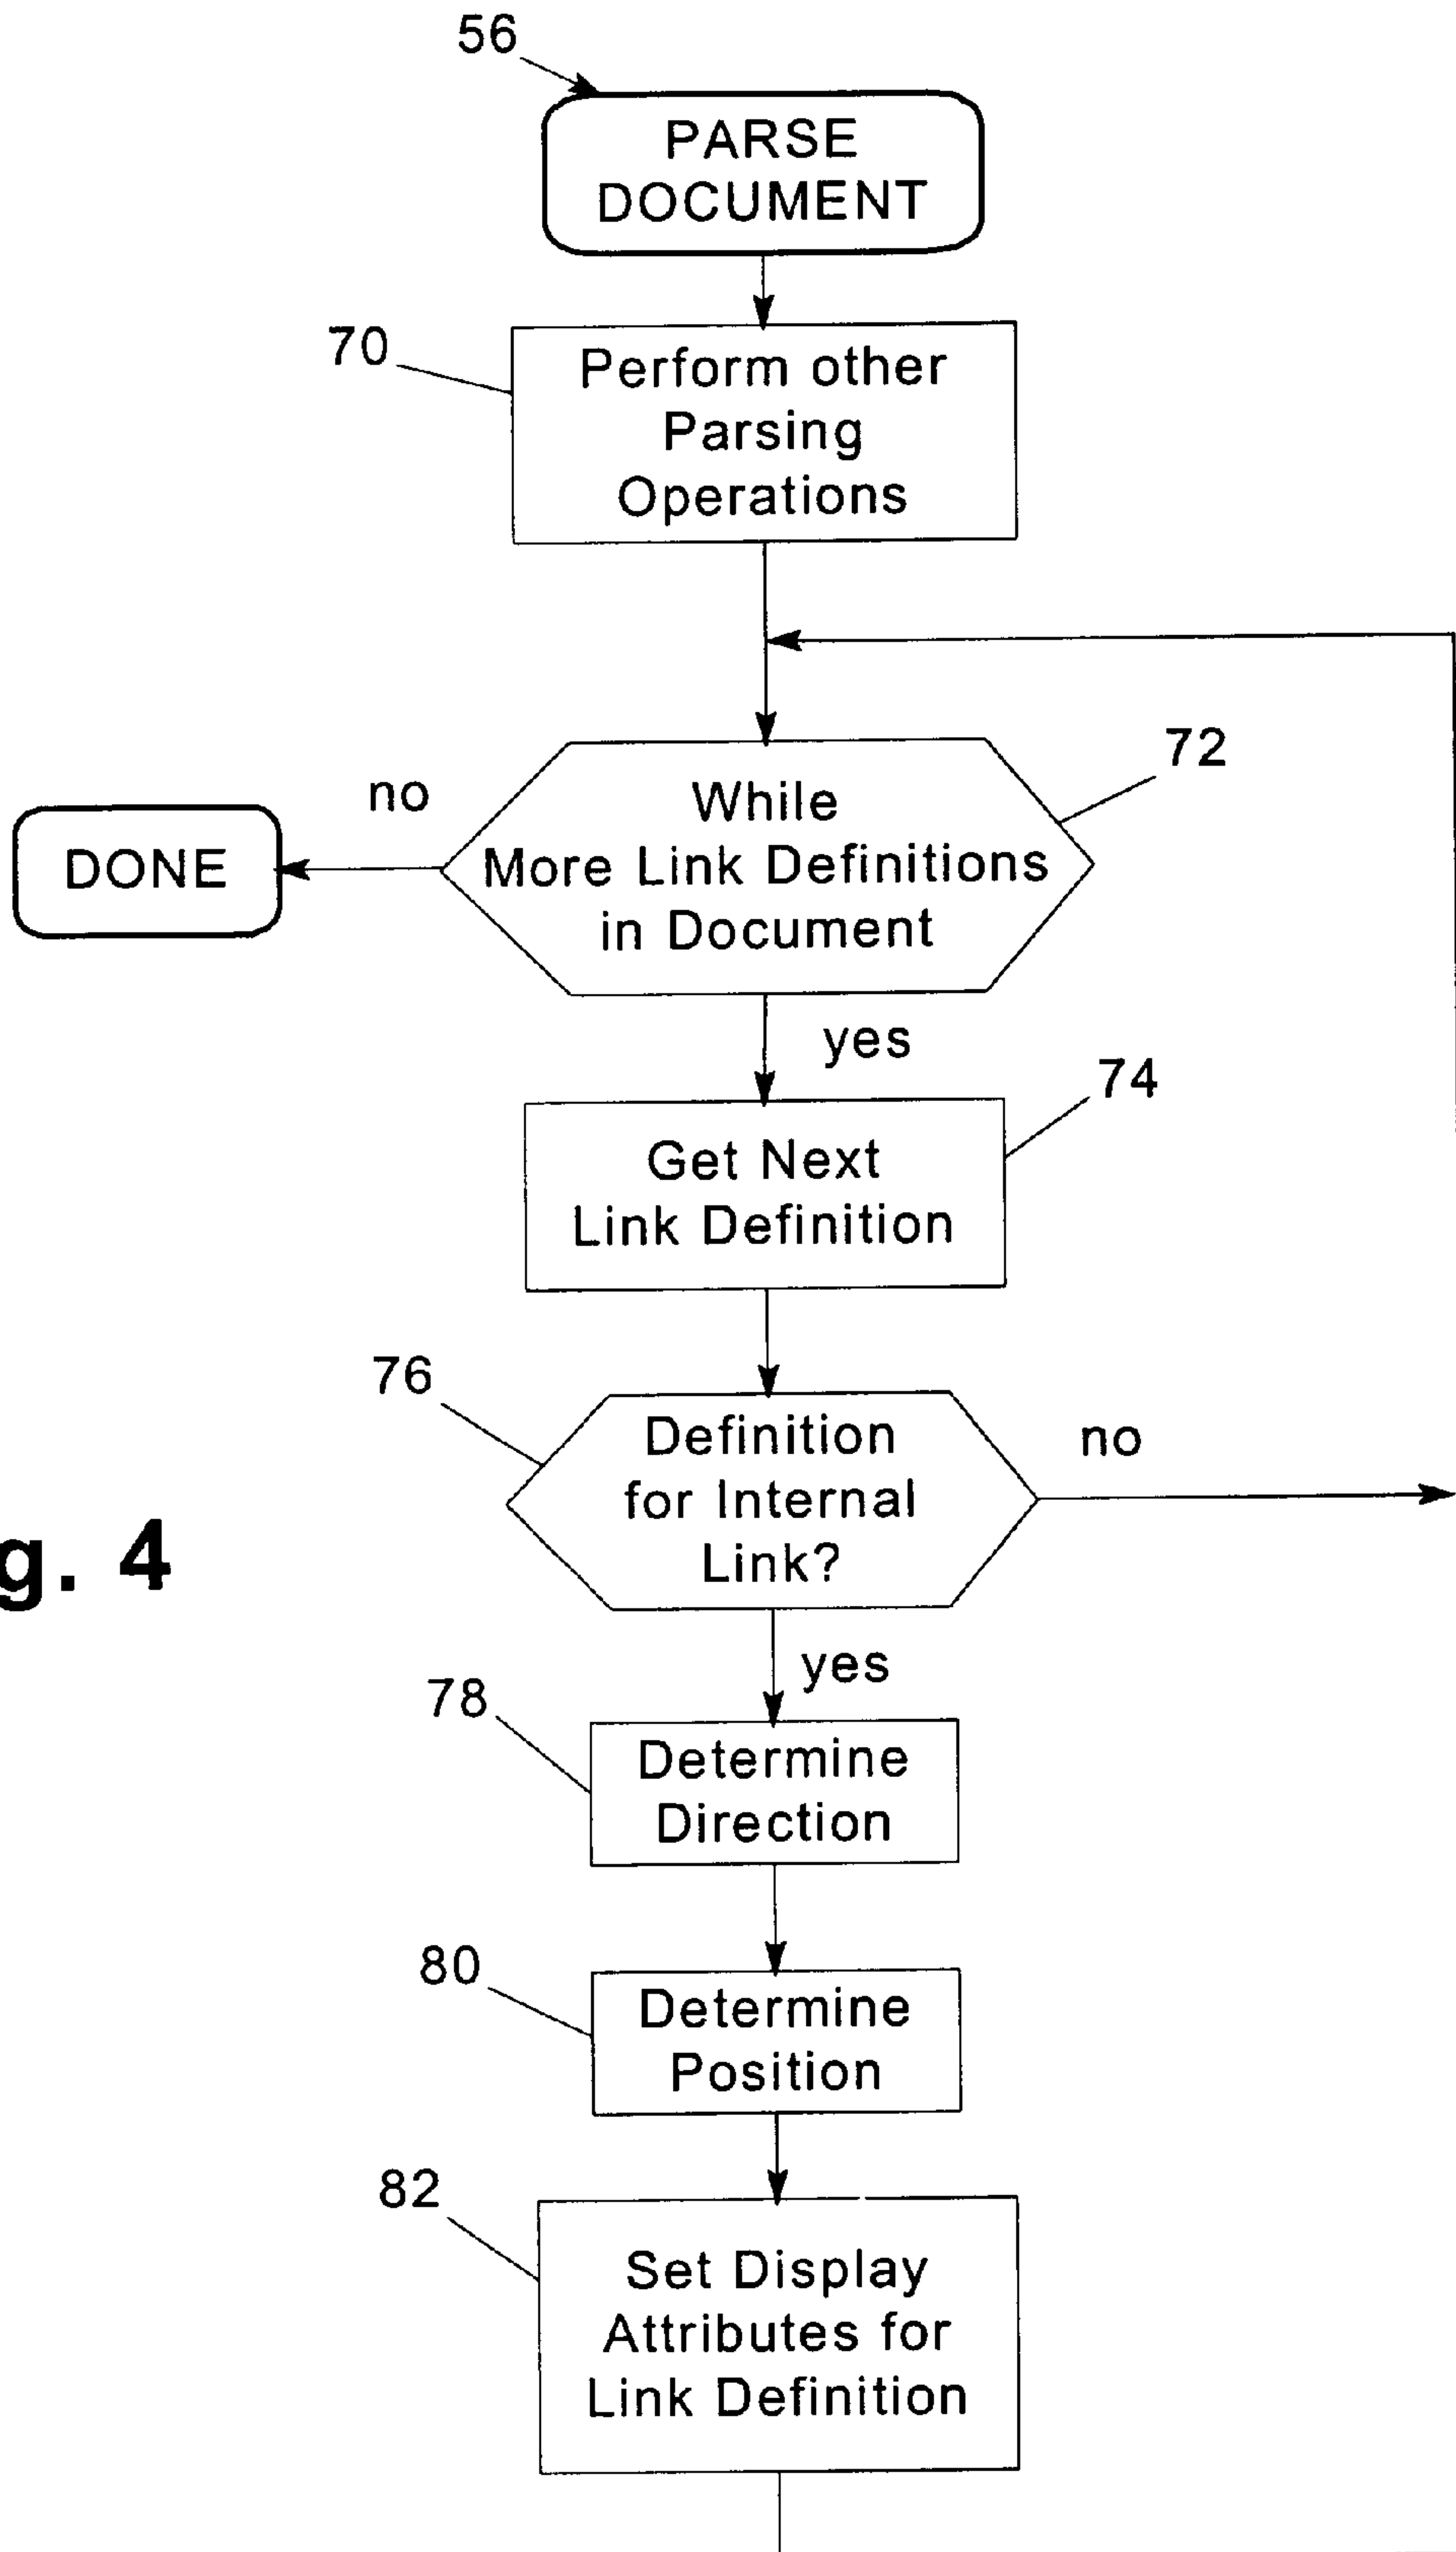 56
PARSE
DOCUMENT
70
Perform other
Parsing
Operations
72
no
While
More Link Definitions
in Document
DONE
yes
74
Get Next
Link Definition
76
Definition
for Internal
Link?
no
g. 4
yes
78
Determine
Direction
80
Determine
Position
82
Set Display
Attributes for
Link Definition